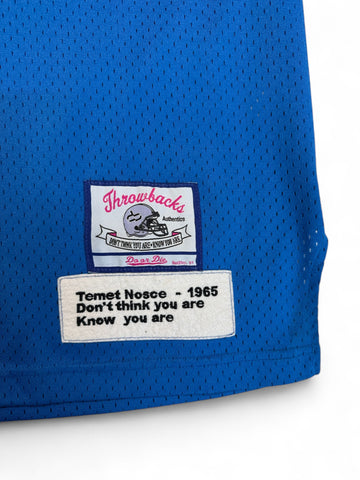 Throwbacks
Authentics
DON'T THINK YOU ARE • KNOW YOU ARE
Do or Die
Temet Nosce - 1965
Don't think you are
Know you are